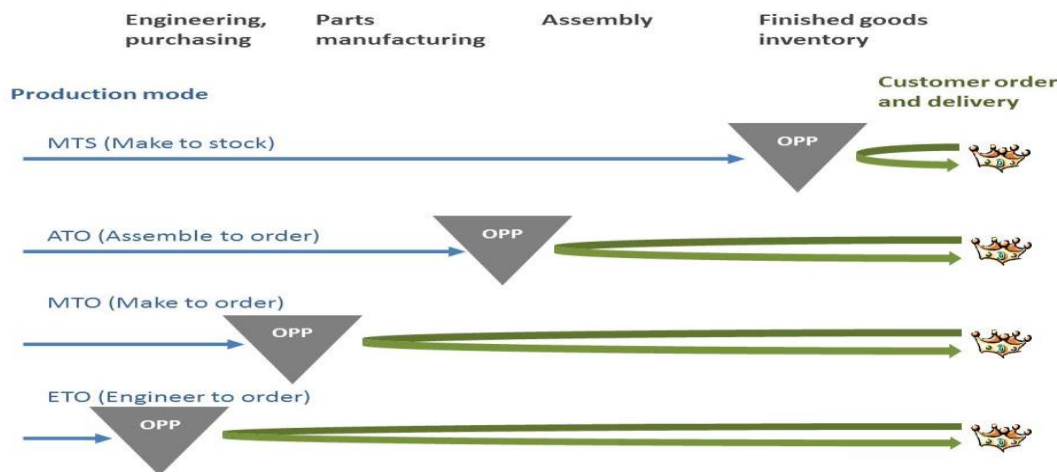 Engineering,
purchasing
Parts
manufacturing
Assembly
Finished goods
inventory
Production mode
Customer order
and delivery
MTS (Make to stock)
OPP
ATO (Assemble to order)
OPP
MTO (Make to order)
OPP
ETO (Engineer to order)
OPP